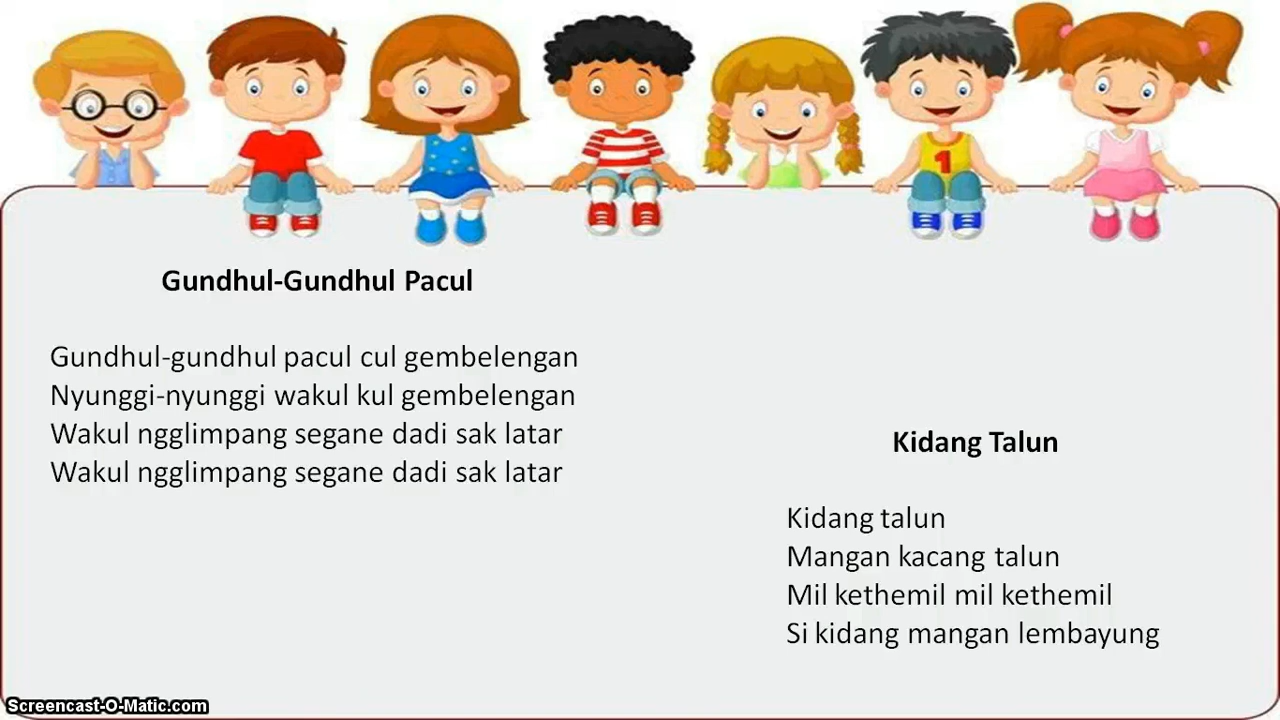 Gundhul-Gundhul Pacul
Gundhul-gundhul pacul cul gembelengan
Nyunggi-nyunggi wakul kul gembelengan
Wakul ngglimpang segane dadi sak latar
Wakul ngglimpang segane dadi sak latar
Kidang Talun
Kidang talun
Mangan kacang talun
Mil kethemil mil kethemil
Si kidang mangan lembayung
1
Screencast-O-Matic.com